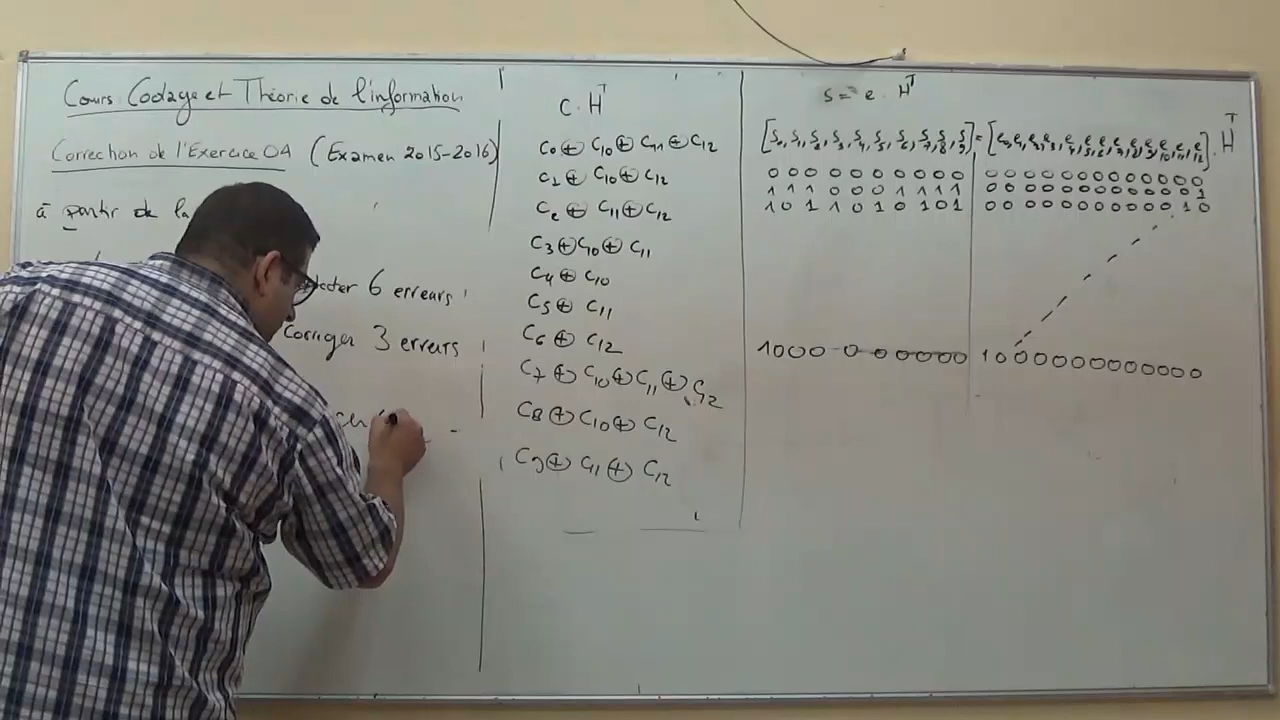 Cours Codage et Théorie de l'information
Correction de l'Exercice 04 (Examen 2015-2016)
à partir de la
6 erreurs
Corriger 3 erreurs
C . Hᵀ
C₀ ⊕ C₁₀ ⊕ C₁₁ ⊕ C₁₂
C₁ ⊕ C₁₀ ⊕ C₁₂
C₂ ⊕ C₁₁ ⊕ C₁₂
C₃ ⊕ C₁₀ ⊕ C₁₁
C₄ ⊕ C₁₀
C₅ ⊕ C₁₁
C₆ ⊕ C₁₂
C₇ ⊕ C₁₀ ⊕ C₁₁ ⊕ C₁₂
C₈ ⊕ C₁₀ ⊕ C₁₂
C₉ ⊕ C₁₁ ⊕ C₁₂
s = e . Hᵀ
[s₀, s₁, s₂, s₃, s₄, s₅, s₆, s₇, s₈, s₉] = [e₀, e₁, e₂, e₃, e₄, e₅, e₆, e₇, e₈, e₉, e₁₀, e₁₁, e₁₂] . Hᵀ
0 0 0 0 0 0 0 0 0 0 0 0 0 0 0 0 0 0 0 0 0 0 0
1 1 1 0 0 0 1 1 1 1 0 0 0 0 0 0 0 0 0 0 0 0 1
1 0 1 1 0 1 0 1 0 1 0 0 0 0 0 0 0 0 0 0 0 1 0
1 0 0 0 0 0 0 0 0 0 1 0 0 0 0 0 0 0 0 0 0 0 0